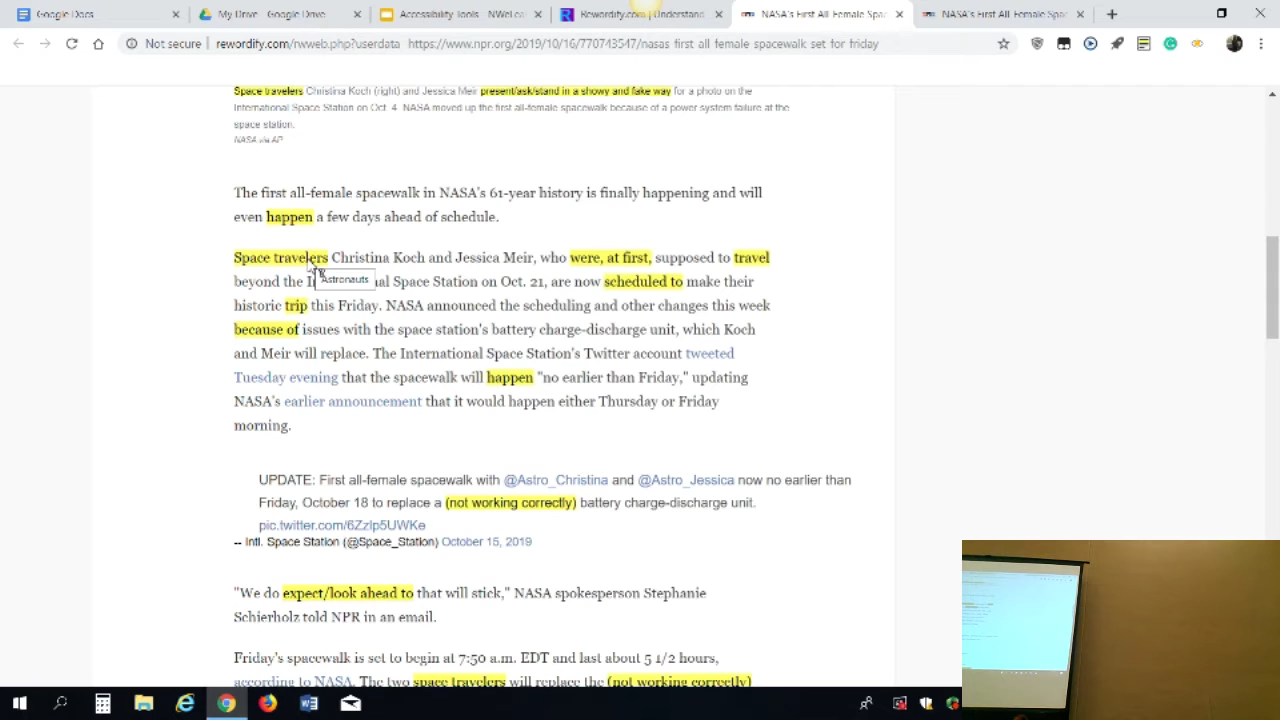 Google Docs
My Drive - Google Drive
Accessibility Tools - NWeLea
Rewordify.com | Understand
NASA's First All-Female Spac
NASA's First All-Female Spac
Not secure | rewordify.com/nwweb.php?userdata https://www.npr.org/2019/10/16/770743547/nasas first all female spacewalk set for friday
Space travelers Christina Koch (right) and Jessica Meir present/ask/stand in a showy and fake way for a photo on the
International Space Station on Oct. 4 NASA moved up the first all-female spacewalk because of a power system failure at the
space station.
NASA via AP
The first all-female spacewalk in NASA's 61-year history is finally happening and will
even happen a few days ahead of schedule.
Space travelers Christina Koch and Jessica Meir, who were, at first, supposed to travel
Astronauts
beyond the In nal Space Station on Oct. 21, are now scheduled to make their
historic trip this Friday. NASA announced the scheduling and other changes this week
because of issues with the space station's battery charge-discharge unit, which Koch
and Meir will replace. The International Space Station's Twitter account tweeted
Tuesday evening that the spacewalk will happen "no earlier than Friday," updating
NASA's earlier announcement that it would happen either Thursday or Friday
morning.
UPDATE: First all-female spacewalk with @Astro_Christina and @Astro_Jessica now no earlier than
Friday, October 18 to replace a (not working correctly) battery charge-discharge unit.
pic.twitter.com/6ZzIp5UWKe
-- Intl. Space Station (@Space_Station) October 15, 2019
"We do expect/look ahead to that will stick," NASA spokesperson Stephanie
Schierholz told NPR in an email.
Friday's spacewalk is set to begin at 7:50 a.m. EDT and last about 5 1/2 hours,
according to NASA. The two space travelers will replace the (not working correctly)